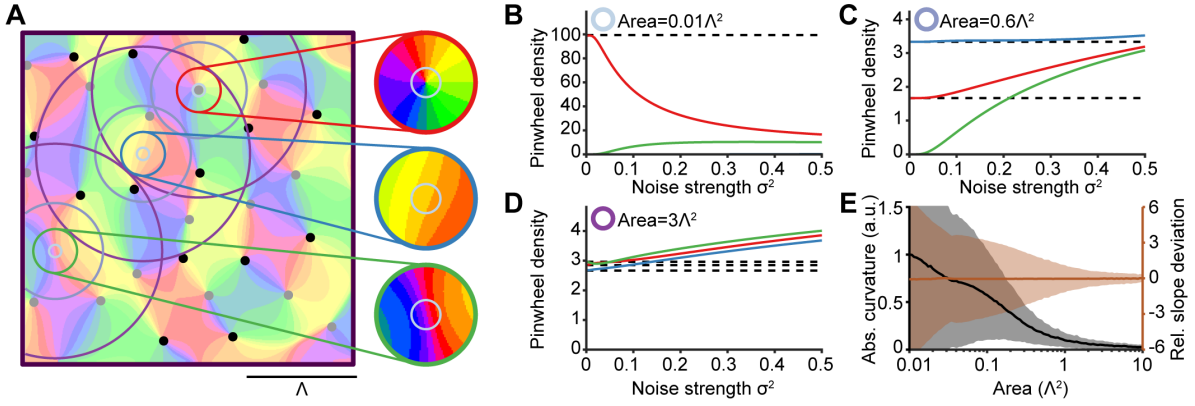 A
Λ
B
Area=0.01Λ²
Pinwheel density
100
80
60
40
20
0
0 0.1 0.2 0.3 0.4 0.5
Noise strength σ²
C
Area=0.6Λ²
Pinwheel density
4
3
2
1
0
0 0.1 0.2 0.3 0.4 0.5
Noise strength σ²
D
Area=3Λ²
Pinwheel density
4
3
2
1
0
0 0.1 0.2 0.3 0.4 0.5
Noise strength σ²
E
Abs. curvature (a.u.)
1.5
1
0.5
0
0.01 0.1 1 10
Area (Λ²)
6
3
0
-3
-6
Rel. slope deviation